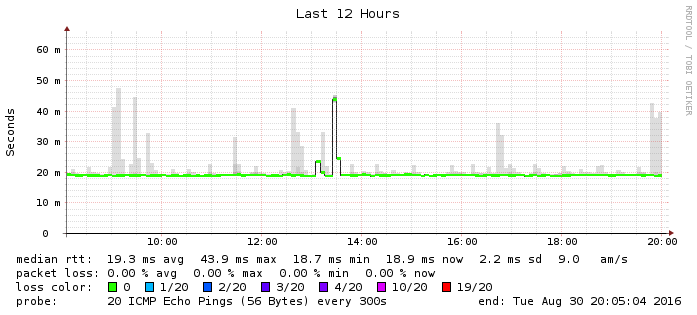 Last 12 Hours
RRDTOOL / TOBI OETIKER
Seconds
60 m
50 m
40 m
30 m
20 m
10 m
0
10:00 12:00 14:00 16:00 18:00 20:00
median rtt: 19.3 ms avg 43.9 ms max 18.7 ms min 18.9 ms now 2.2 ms sd 9.0 am/s
packet loss: 0.00 % avg 0.00 % max 0.00 % min 0.00 % now
loss color: 0 1/20 2/20 3/20 4/20 10/20 19/20
probe: 20 ICMP Echo Pings (56 Bytes) every 300s end: Tue Aug 30 20:05:04 2016